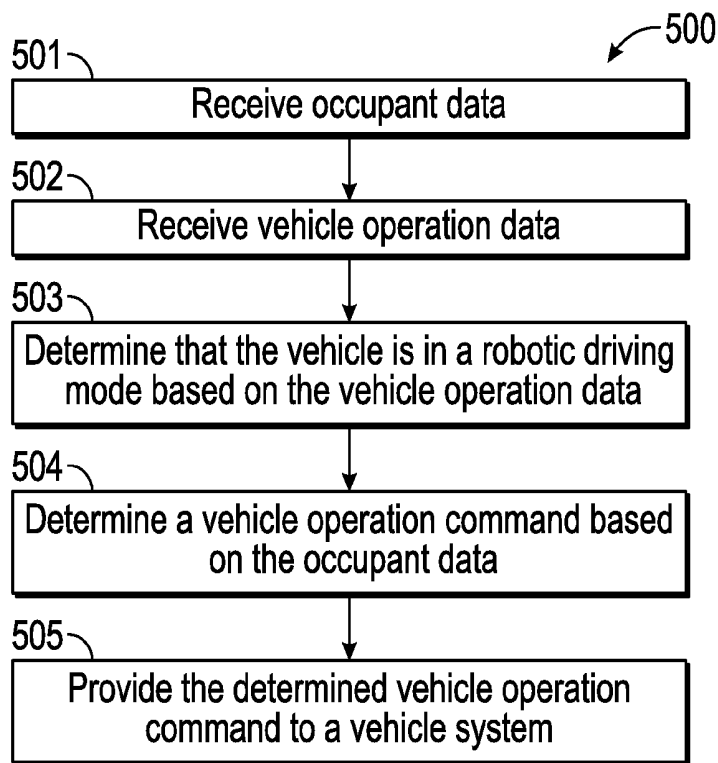 500
501
Receive occupant data
502
Receive vehicle operation data
503
Determine that the vehicle is in a robotic driving
mode based on the vehicle operation data
504
Determine a vehicle operation command based
on the occupant data
505
Provide the determined vehicle operation
command to a vehicle system